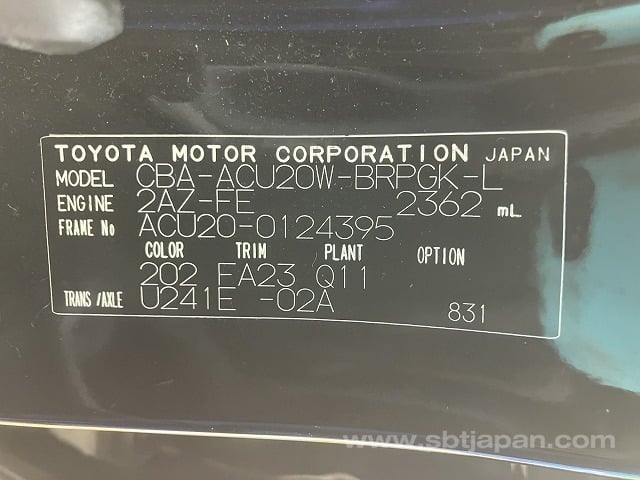 TOYOTA MOTOR CORPORATION JAPAN
MODEL CBA-ACU20W-BRPGK-L
ENGINE 2AZ-FE 2362 mL
FRAME No ACU20-0124395
COLOR TRIM PLANT OPTION
202 FA23 Q11
TRANS /AXLE U241E -02A 831
www.sbtjapan.com